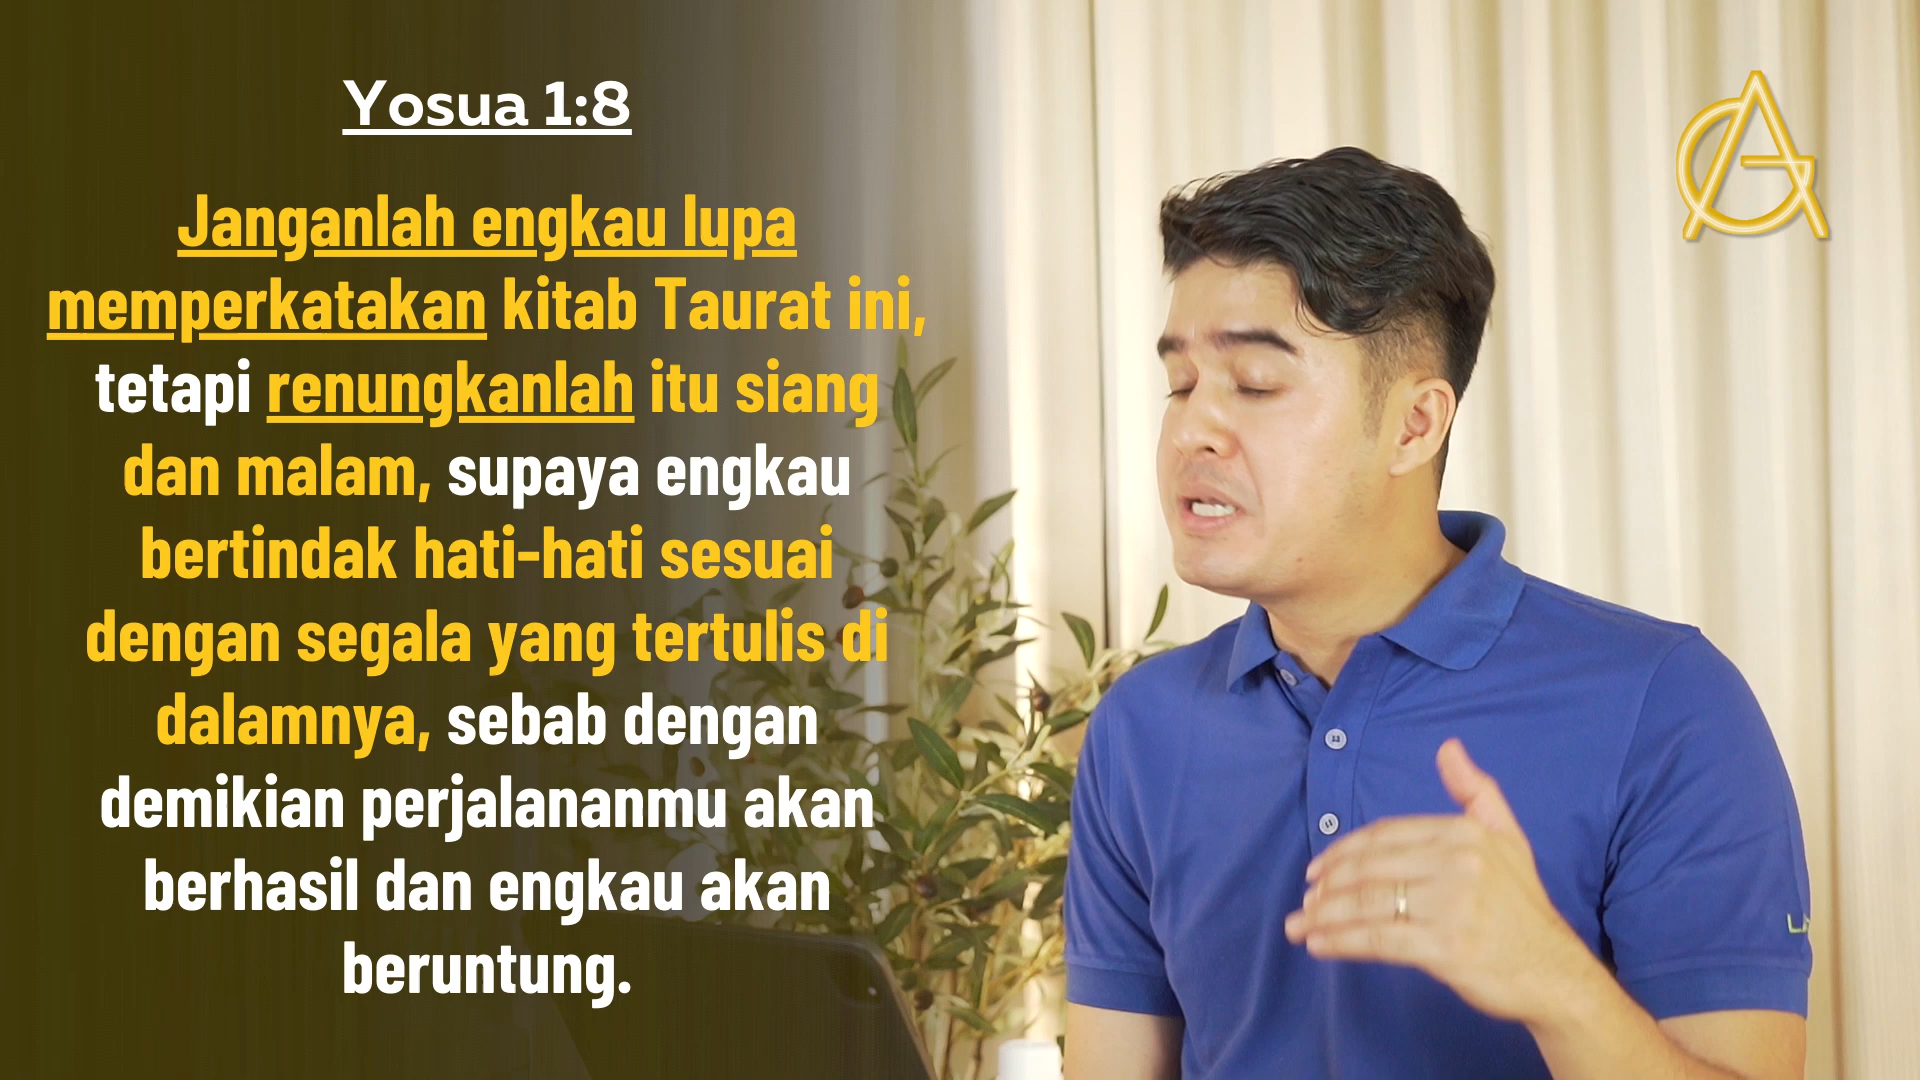 Yosua 1:8
Janganlah engkau lupa
memperkatakan kitab Taurat ini,
tetapi renungkanlah itu siang
dan malam, supaya engkau
bertindak hati-hati sesuai
dengan segala yang tertulis di
dalamnya, sebab dengan
demikian perjalananmu akan
berhasil dan engkau akan
beruntung.